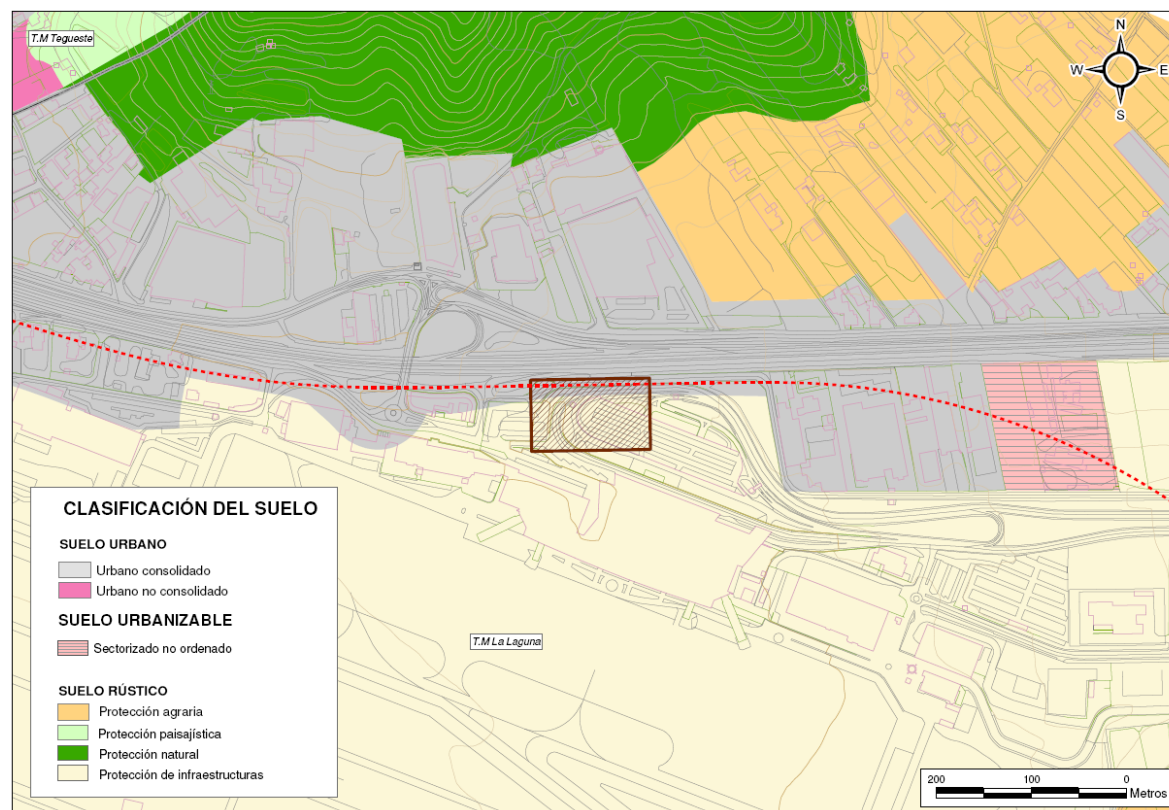 T.M Tegueste
N
W
E
S
CLASIFICACIÓN DEL SUELO
SUELO URBANO
Urbano consolidado
Urbano no consolidado
SUELO URBANIZABLE
Sectorizado no ordenado
SUELO RÚSTICO
Protección agraria
Protección paisajística
Protección natural
Protección de infraestructuras
T.M La Laguna
200 100 0
Metros